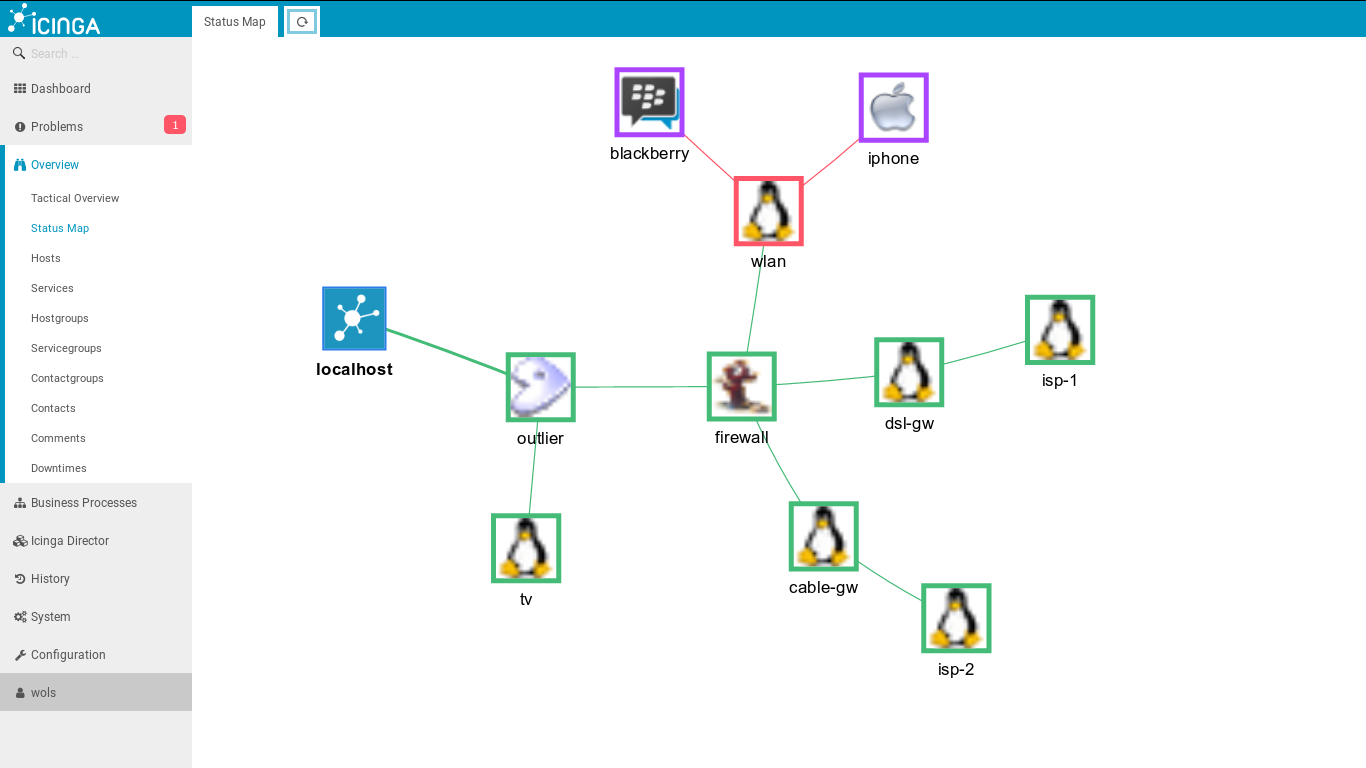 ICINGA
Status Map
Search ...
Dashboard
Problems
1
Overview
Tactical Overview
Status Map
Hosts
Services
Hostgroups
Servicegroups
Contactgroups
Contacts
Comments
Downtimes
Business Processes
Icinga Director
History
System
Configuration
wols
blackberry
iphone
wlan
localhost
outlier
firewall
dsl-gw
isp-1
tv
cable-gw
isp-2